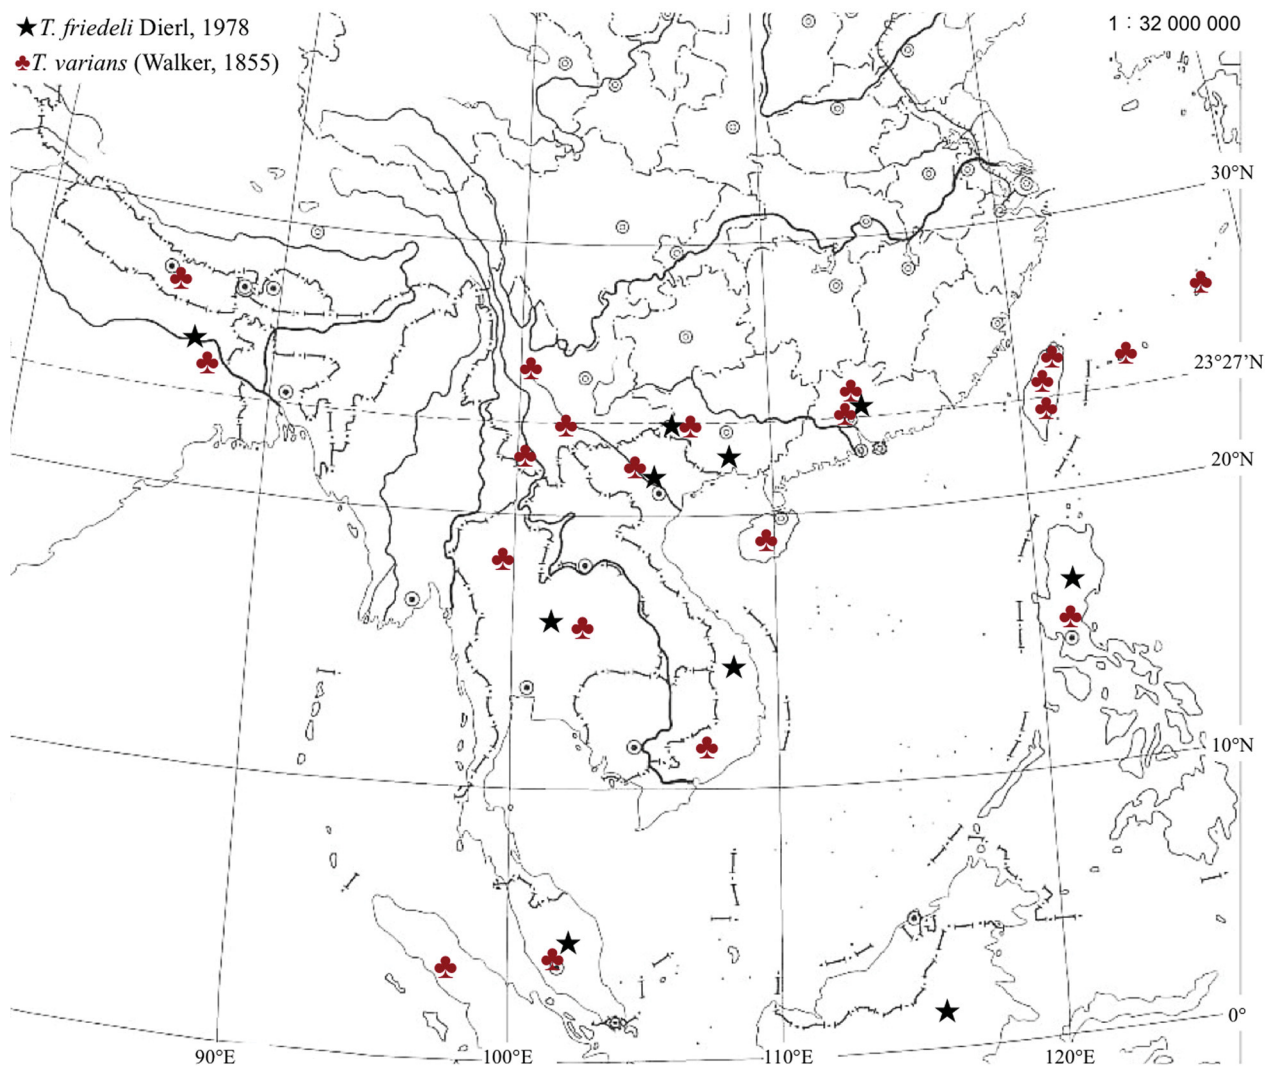 ★ T. friedeli Dierl, 1978
♣ T. varians (Walker, 1855)
1 : 32 000 000
30°N
23°27'N
20°N
10°N
0°
90°E
100°E
110°E
120°E